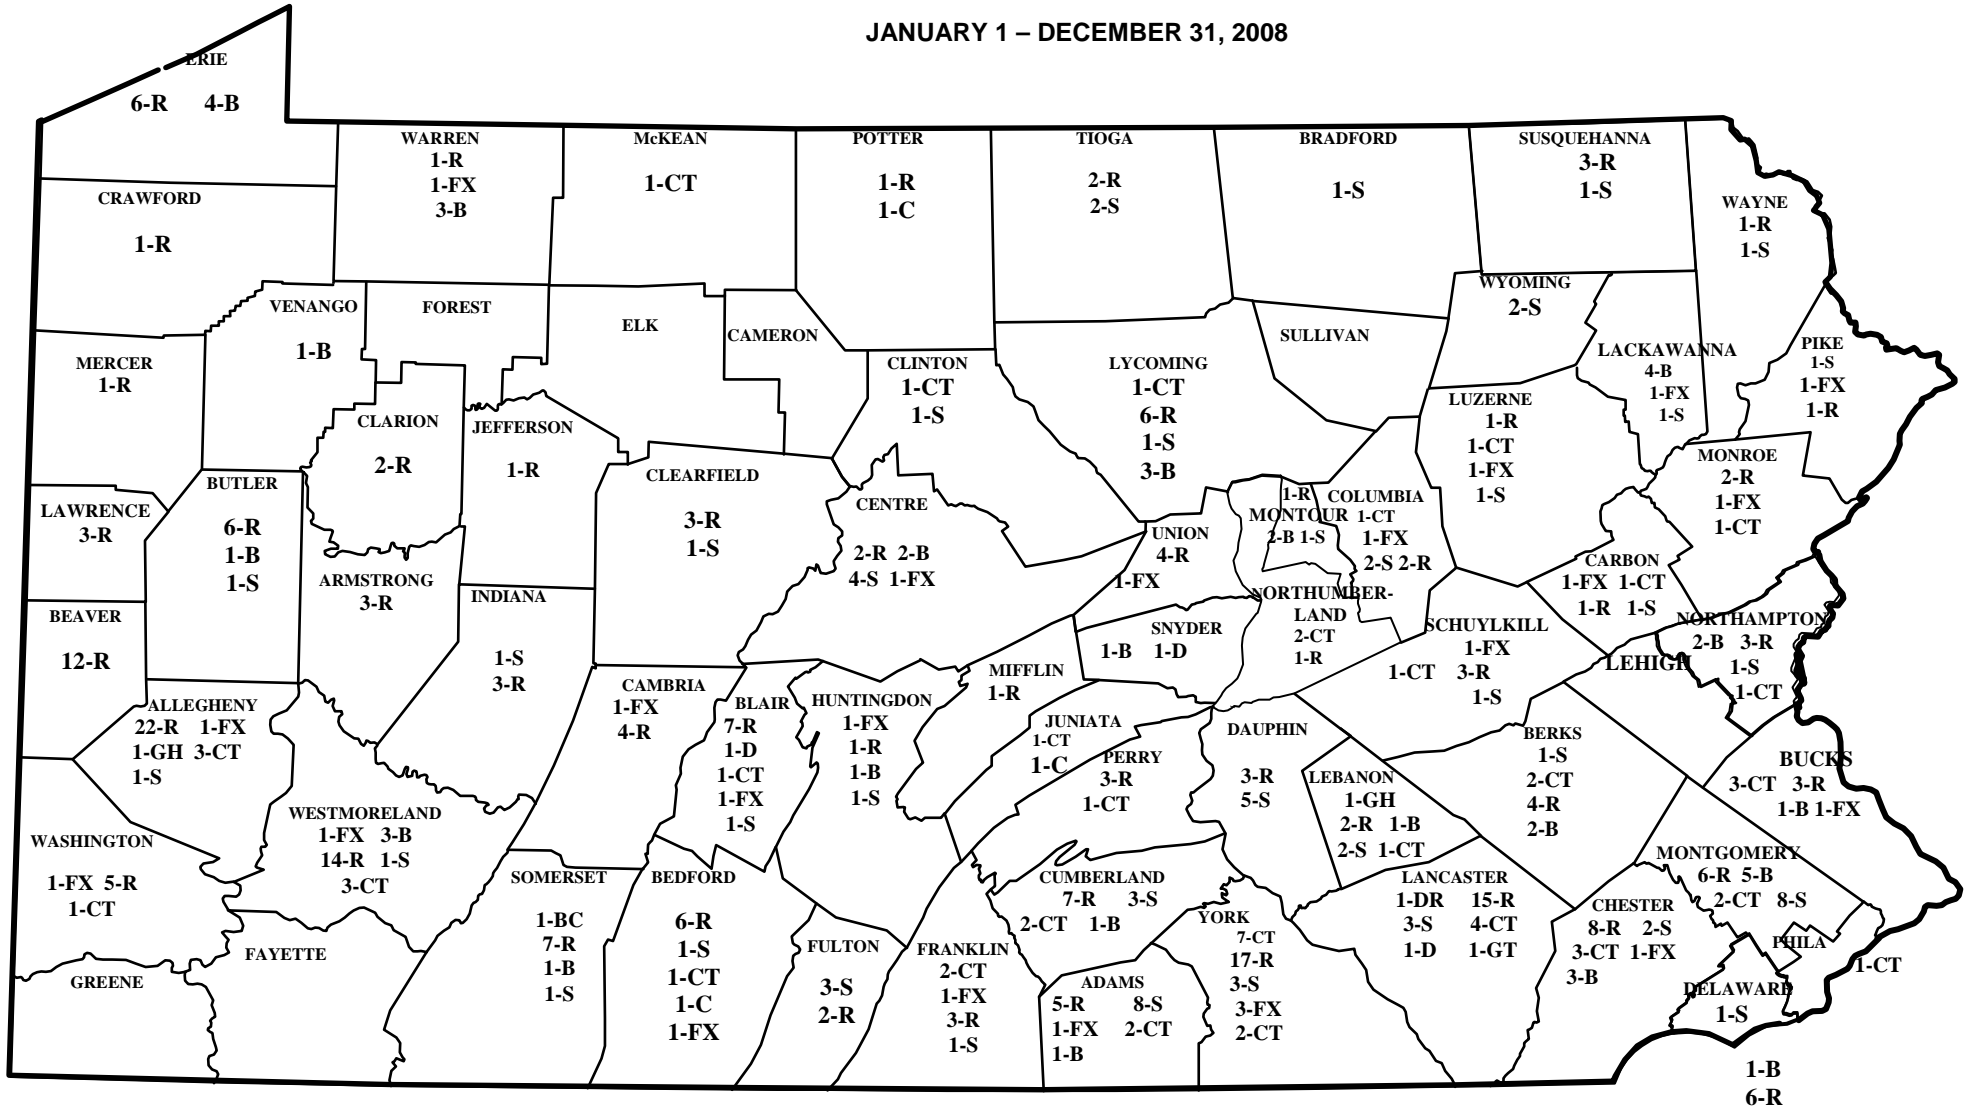 JANUARY 1 – DECEMBER 31, 2008
ERIE
6-R 4-B
WARREN
1-R
1-FX
3-B
McKEAN
1-CT
POTTER
1-R
1-C
TIOGA
2-R
2-S
BRADFORD
1-S
SUSQUEHANNA
3-R
1-S
WAYNE
1-R
1-S
CRAWFORD
1-R
VENANGO
1-B
FOREST
ELK
CAMERON
WYOMING
2-S
SULLIVAN
LACKAWANNA
4-B
1-FX
1-S
PIKE
1-S
1-FX
1-R
MERCER
1-R
CLINTON
1-CT
1-S
LYCOMING
1-CT
6-R
1-S
3-B
LUZERNE
1-R
1-CT
1-FX
1-S
CLARION
2-R
JEFFERSON
1-R
CLEARFIELD
3-R
1-S
CENTRE
2-R 2-B
4-S 1-FX
MONROE
2-R
1-FX
1-CT
LAWRENCE
3-R
BUTLER
6-R
1-B
1-S
UNION
4-R
1-FX
1-R
MONTOUR
2-B 1-S
COLUMBIA
1-CT
1-FX
2-S 2-R
CARBON
1-FX 1-CT
1-R 1-S
ARMSTRONG
3-R
INDIANA
1-S
3-R
BEAVER
12-R
NORTHUMBER-
LAND
2-CT
1-R
SNYDER
1-B 1-D
SCHUYLKILL
1-FX
1-CT 3-R
1-S
NORTHAMPTON
2-B 3-R
1-S
1-CT
LEHIGH
MIFFLIN
1-R
ALLEGHENY
22-R 1-FX
1-GH 3-CT
1-S
CAMBRIA
1-FX
4-R
BLAIR
7-R
1-D
1-CT
1-FX
1-S
HUNTINGDON
1-FX
1-R
1-B
1-S
JUNIATA
1-CT
1-C
PERRY
3-R
1-CT
DAUPHIN
3-R
5-S
LEBANON
1-GH
2-R 1-B
2-S 1-CT
BERKS
1-S
2-CT
4-R
2-B
BUCKS
3-CT 3-R
1-B 1-FX
WASHINGTON
1-FX 5-R
1-CT
WESTMORELAND
1-FX 3-B
14-R 1-S
3-CT
SOMERSET
1-BC
7-R
1-B
1-S
BEDFORD
6-R
1-S
1-CT
1-C
1-FX
CUMBERLAND
7-R 3-S
2-CT 1-B
LANCASTER
1-DR 15-R
3-S 4-CT
1-D 1-GT
MONTGOMERY
6-R 5-B
2-CT 8-S
CHESTER
8-R 2-S
3-CT 1-FX
3-B
GREENE
FAYETTE
FULTON
3-S
2-R
FRANKLIN
2-CT
1-FX
3-R
1-S
ADAMS
5-R 8-S
1-FX 2-CT
1-B
YORK
7-CT
17-R
3-S
3-FX
2-CT
PHILA
1-CT
DELAWARE
1-S
1-B
6-R